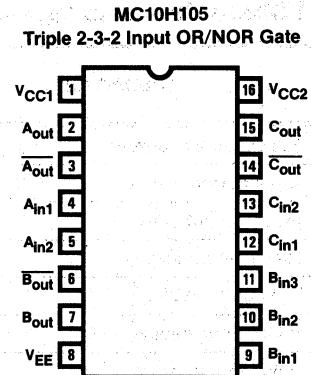 MC10H105
Triple 2-3-2 Input OR/NOR Gate
VCC1 1 16 VCC2
Aout 2 15 Cout
Aout 3 14 Cout
Ain1 4 13 Cin2
Ain2 5 12 Cin1
Bout 6 11 Bin3
Bout 7 10 Bin2
VEE 8 9 Bin1